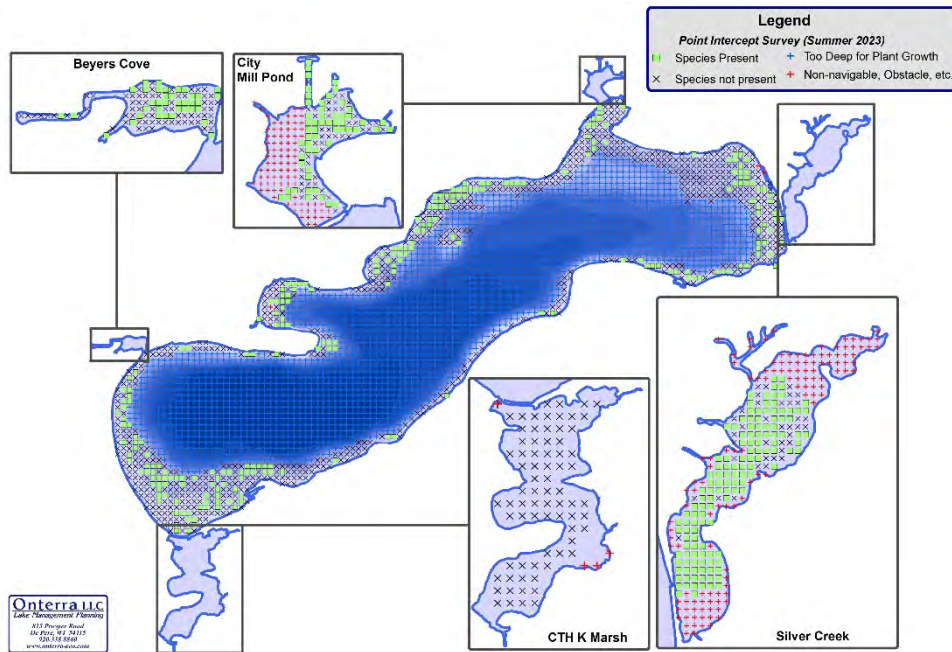 Legend
Point Intercept Survey (Summer 2023)
Species Present
Too Deep for Plant Growth
Species not present
Non-navigable, Obstacle, etc.
Beyers Cove
City
Mill Pond
CTH K Marsh
Silver Creek
Onterra LLC
Lake Management Planning
815 Prosper Road
De Pere, WI 54115
920.338.8860
www.onterra-eco.com